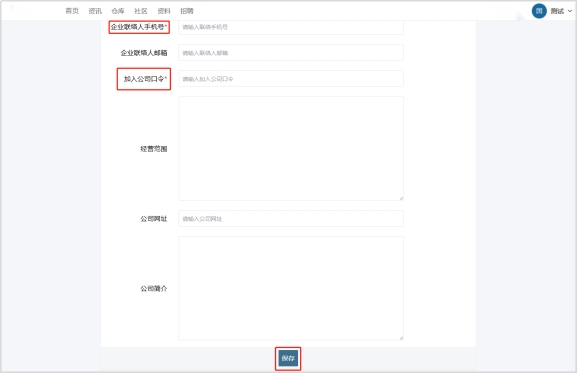 首页 资讯 仓库 社区 资料 招聘 测试
企业联络人手机号* 请输入联络手机号
企业联络人邮箱 请输入联络人邮箱
加入公司口令* 请输入加入公司口令
经营范围
公司网址 请输入公司网址
公司简介
保存